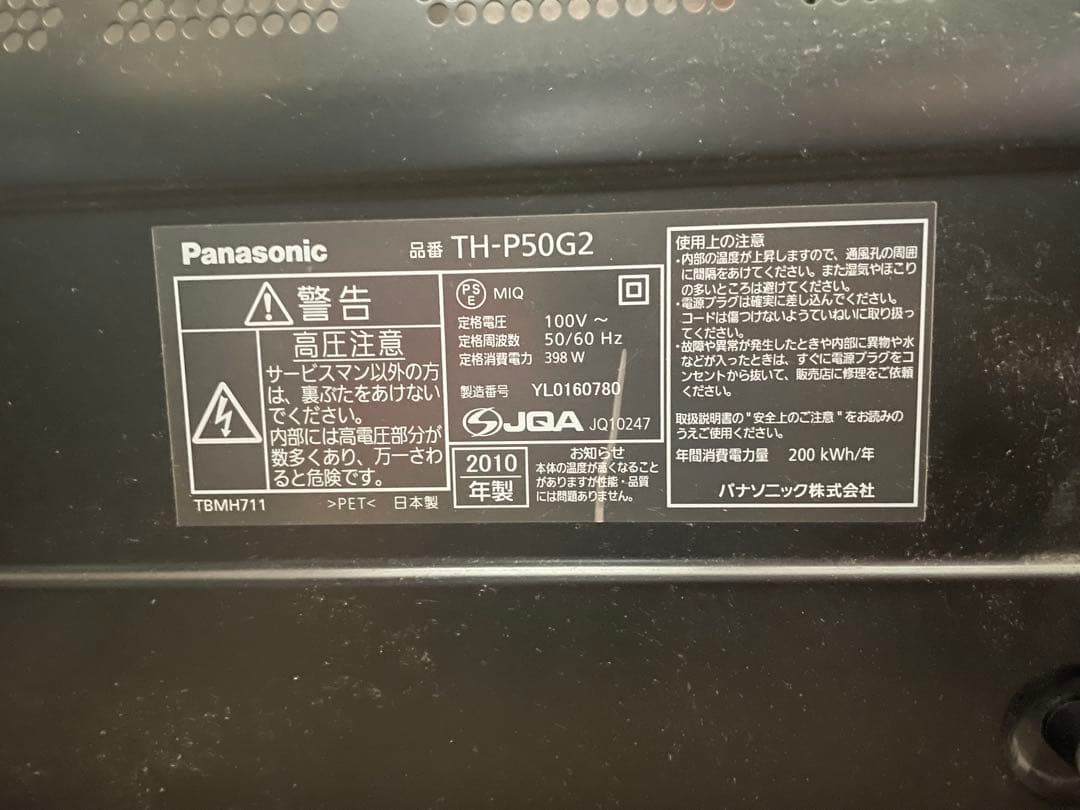 Panasonic
品番 TH-P50G2
警告
高圧注意
サービスマン以外の方
は、裏ぶたをあけない
でください。
内部には高電圧部分が
数多くあり、万一さわ
ると危険です。
TBMH711 >PET< 日本製
PSE MIQ
定格電圧 100V ~
定格周波数 50/60 Hz
定格消費電力 398 W
製造番号 YL0160780
JQA JQ10247
2010
年製
お知らせ
本体の温度が高くなること
がありますが性能・品質
には問題ありません。
使用上の注意
・内部の温度が上昇しますので、通風孔の周囲
に間隔をあけてください。また湿気やほこり
の多いところは避けてください。
・電源プラグは確実に差し込んでください。
コードは傷つけないようていねいに取り扱っ
てください。
・故障や異常が発生したときや内部に異物や水
などが入ったときは、すぐに電源プラグをコ
ンセントから抜いて、販売店に修理をご依頼
ください。
取扱説明書の"安全上のご注意"をお読みの
うえご使用ください。
年間消費電力量 200 kWh/年
パナソニック株式会社